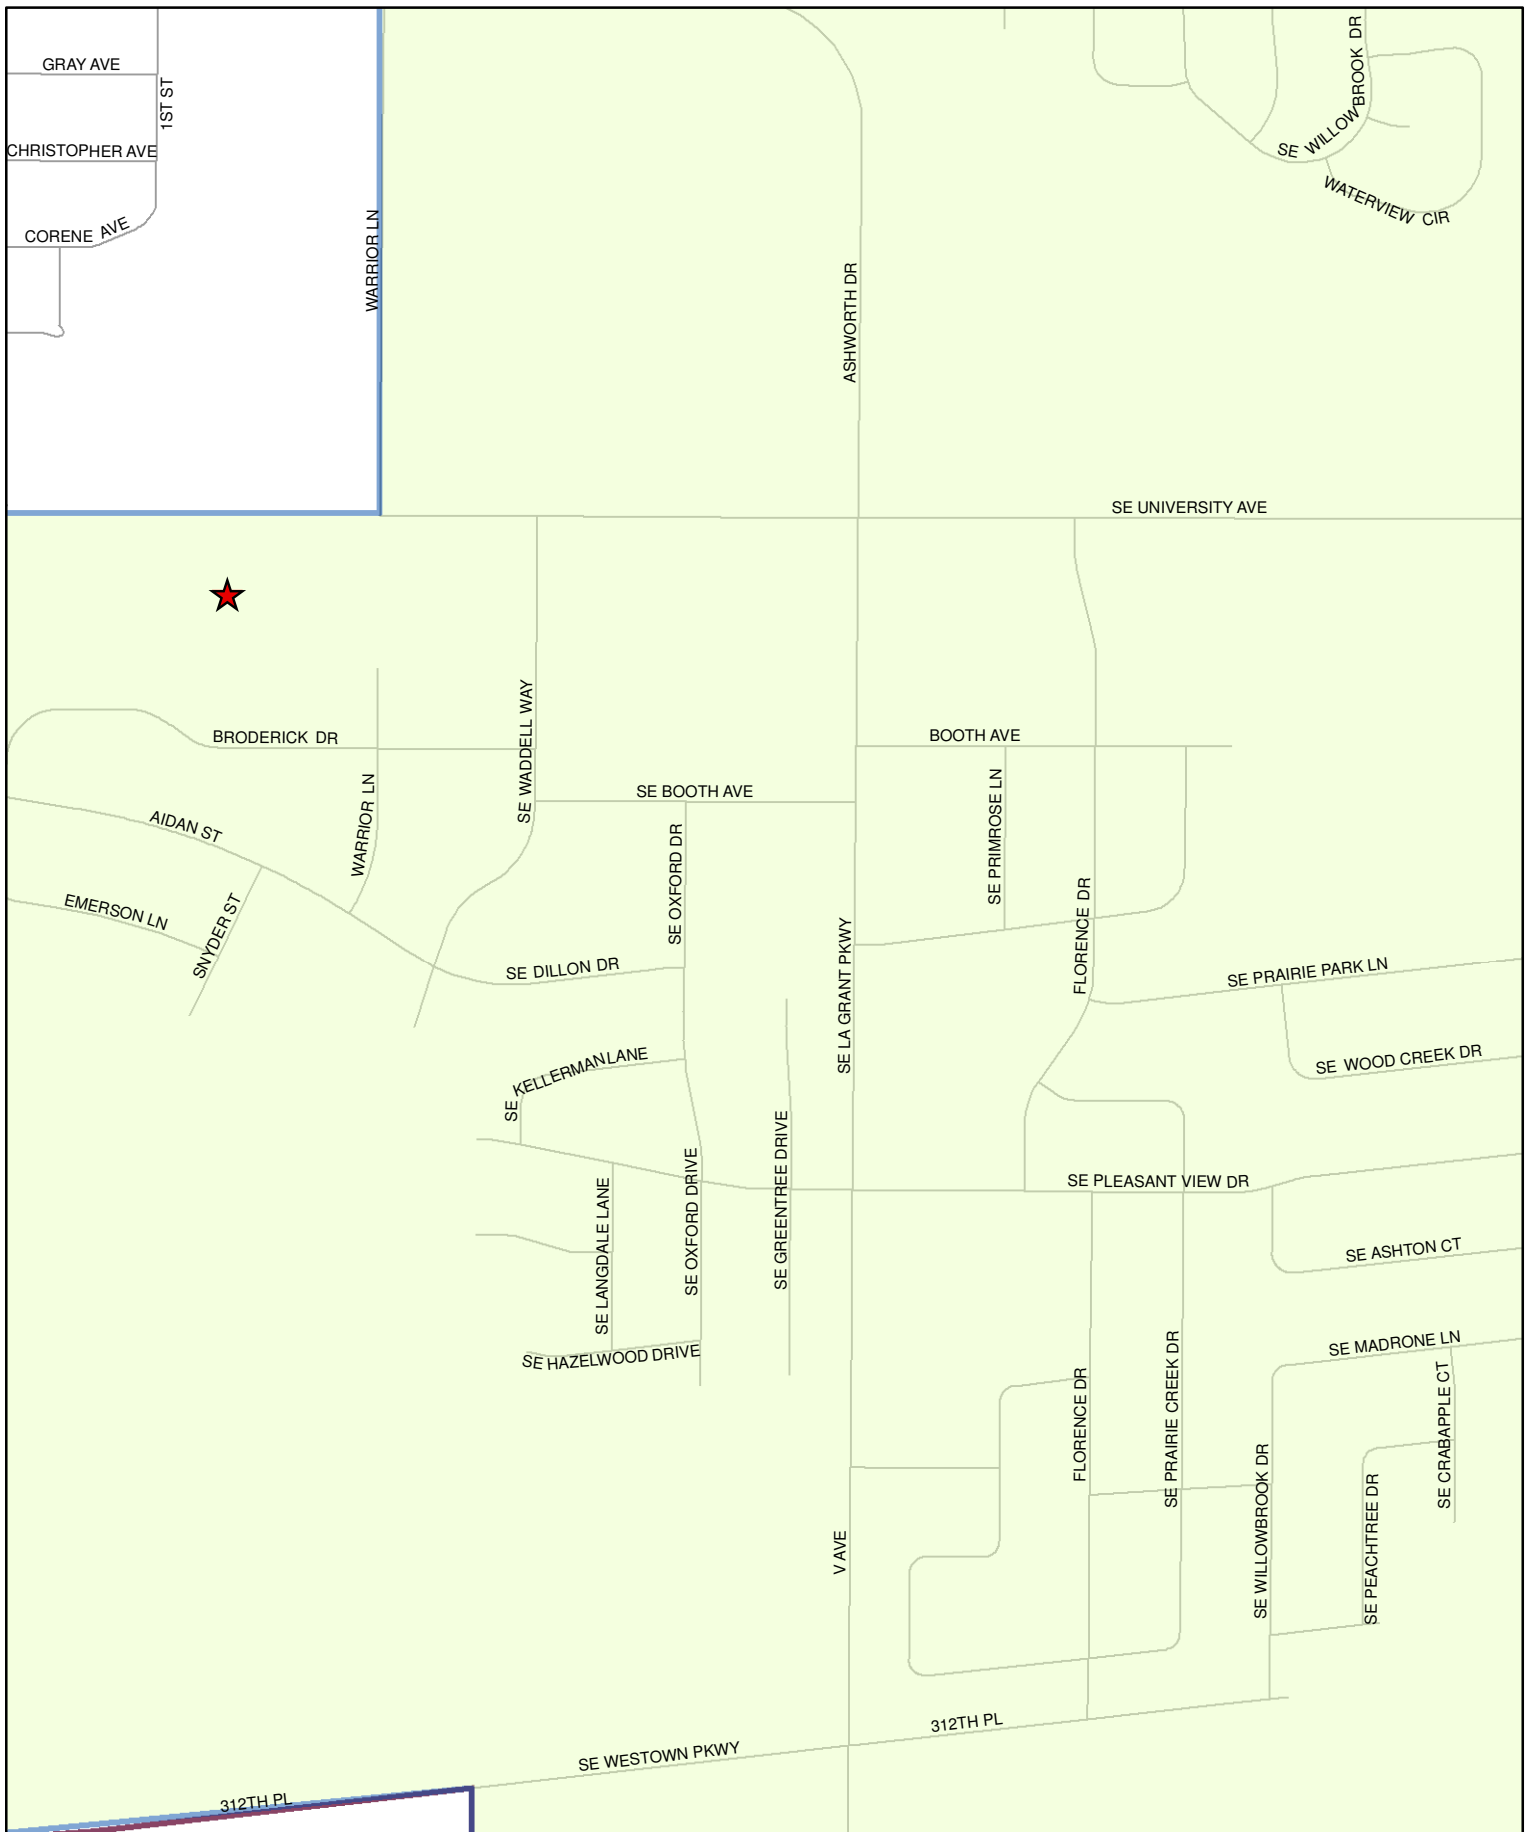 GRAY AVE
1ST ST
CHRISTOPHER AVE
CORENE AVE
WARRIOR LN
ASHWORTH DR
SE WILLOWBROOK DR
WATERVIEW CIR
SE UNIVERSITY AVE
BRODERICK DR
SE WADDELL WAY
BOOTH AVE
SE BOOTH AVE
AIDAN ST
WARRIOR LN
SE OXFORD DR
SE PRIMROSE LN
EMERSON LN
SNYDER ST
SE DILLON DR
SE LA GRANT PKWY
FLORENCE DR
SE PRAIRIE PARK LN
SE WOOD CREEK DR
SE KELLERMAN LANE
SE GREENTREE DRIVE
SE PLEASANT VIEW DR
SE LANGDALE LANE
SE OXFORD DRIVE
SE ASHTON CT
SE HAZELWOOD DRIVE
SE MADRONE LN
FLORENCE DR
SE PRAIRIE CREEK DR
SE CRABAPPLE CT
SE WILLOWBROOK DR
SE PEACHTREE DR
V AVE
312TH PL
SE WESTOWN PKWY
312TH PL